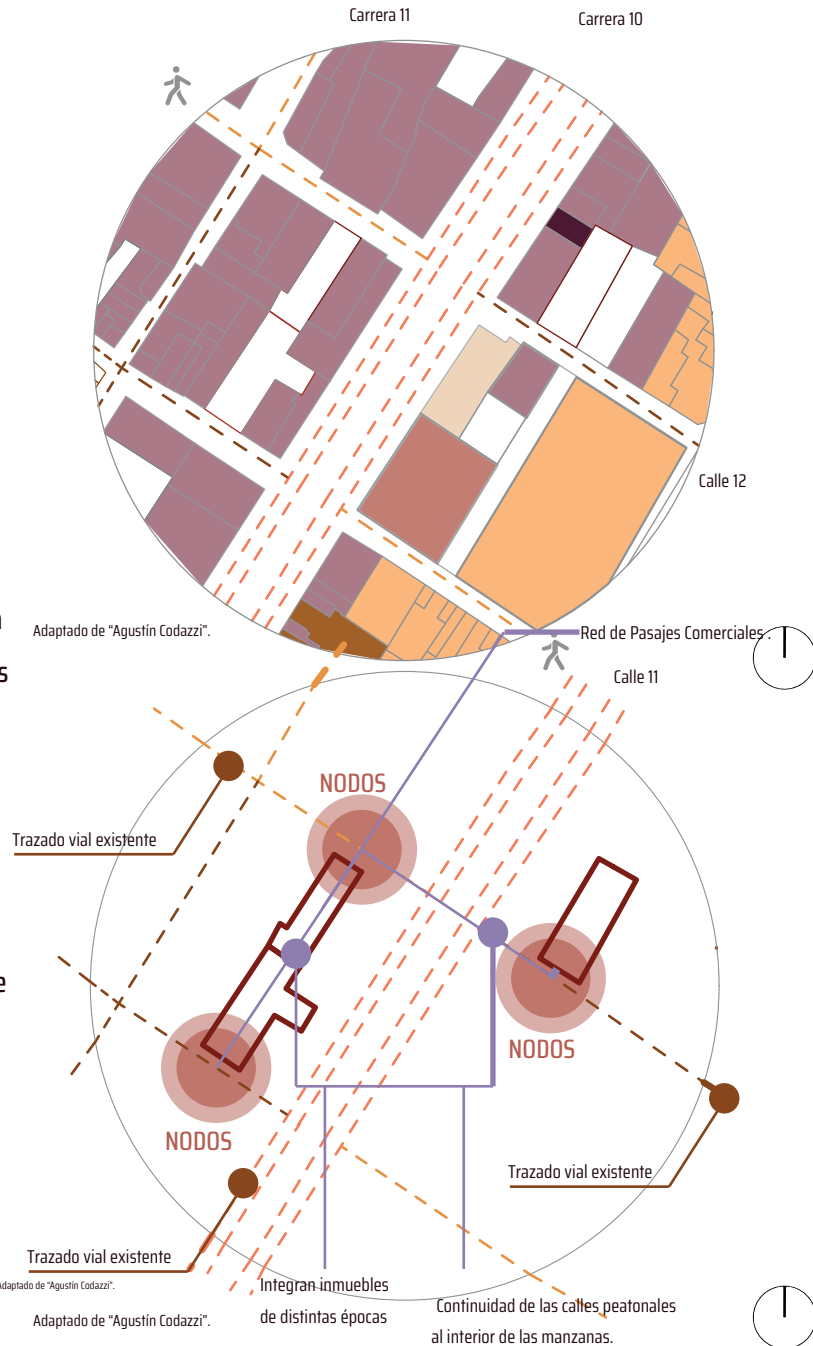 Carrera 11
Carrera 10
Calle 12
Adaptado de “Agustín Codazzi”.
s
Red de Pasajes Comerciales .
Calle 11
NODOS
Trazado vial existente
e
NODOS
NODOS
Trazado vial existente
Trazado vial existente
Adaptado de “Agustín Codazzi”.
Integran inmuebles
de distintas épocas
Continuidad de las calles peatonales
al interior de las manzanas.
Adaptado de “Agustín Codazzi”.